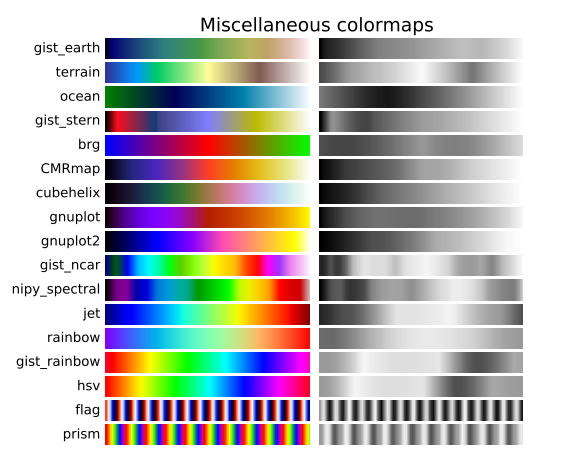 Miscellaneous colormaps
gist_earth
terrain
ocean
gist_stern
brg
CMRmap
cubehelix
gnuplot
gnuplot2
gist_ncar
nipy_spectral
jet
rainbow
gist_rainbow
hsv
flag
prism